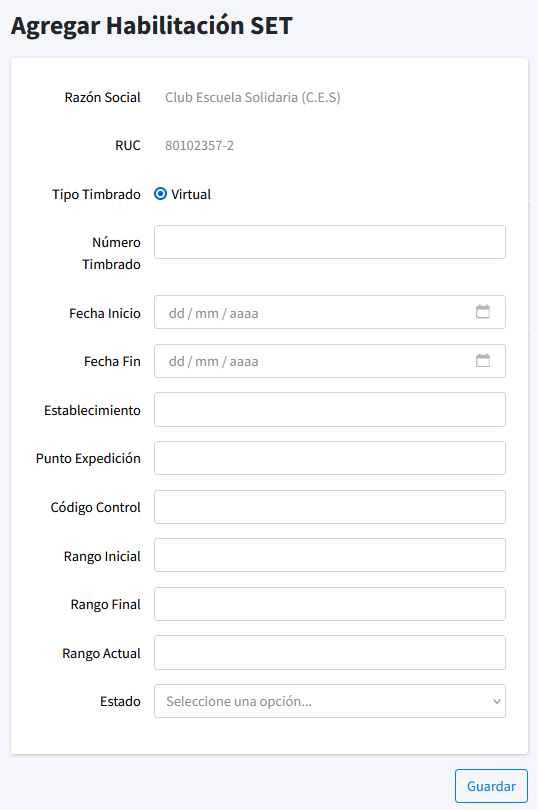 Agregar Habilitación SET
Razón Social Club Escuela Solidaria (C.E.S)
RUC 80102357-2
Tipo Timbrado Virtual
Número
Timbrado
Fecha Inicio dd / mm / aaaa
Fecha Fin dd / mm / aaaa
Establecimiento
Punto Expedición
Código Control
Rango Inicial
Rango Final
Rango Actual
Estado Seleccione una opción...
Guardar